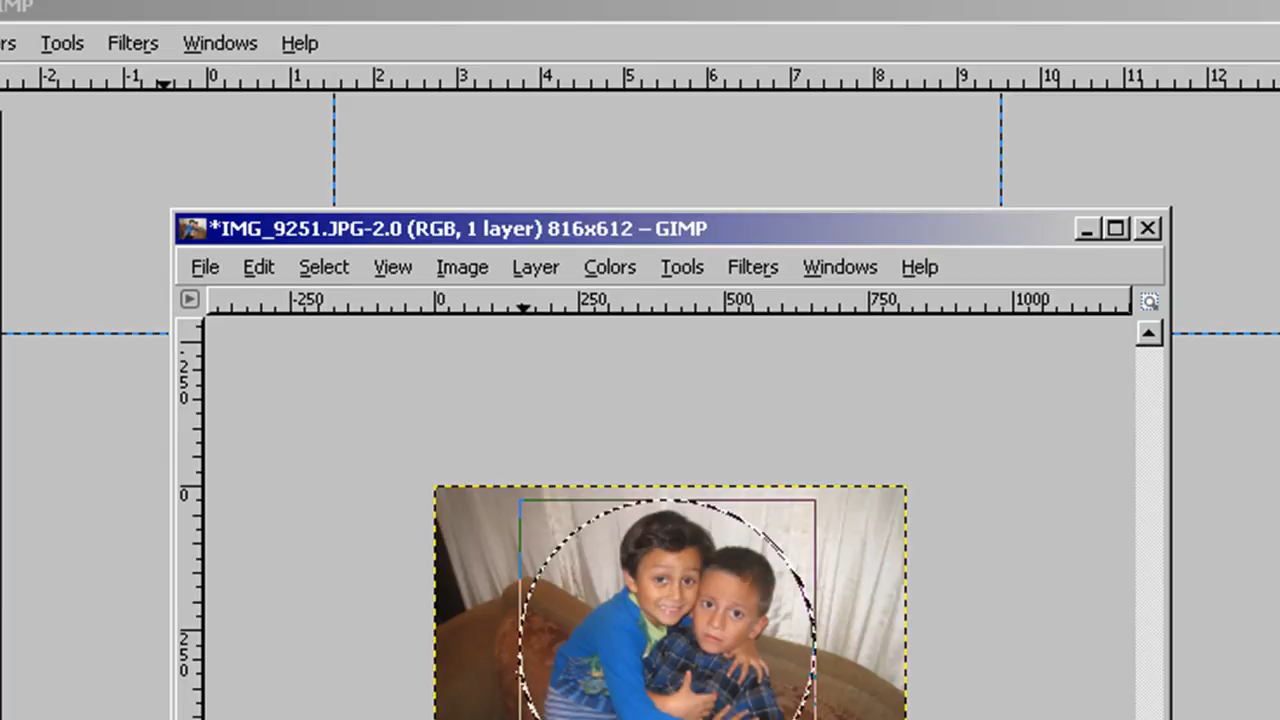 IMP
rs Tools Filters Windows Help
-2 -1 0 1 2 3 4 5 6 7 8 9 10 11 12
*IMG_9251.JPG-2.0 (RGB, 1 layer) 816x612 – GIMP
File Edit Select View Image Layer Colors Tools Filters Windows Help
-250 0 250 500 750 1000
-250
0
250